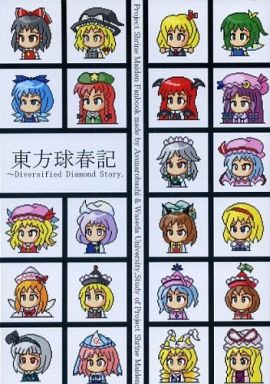 東方球春記
~Diversified Diamond Story.
Project Shrine Maiden Fanbook made by Asunarobashi & Waseda University,Study of Project Shrine Maiden